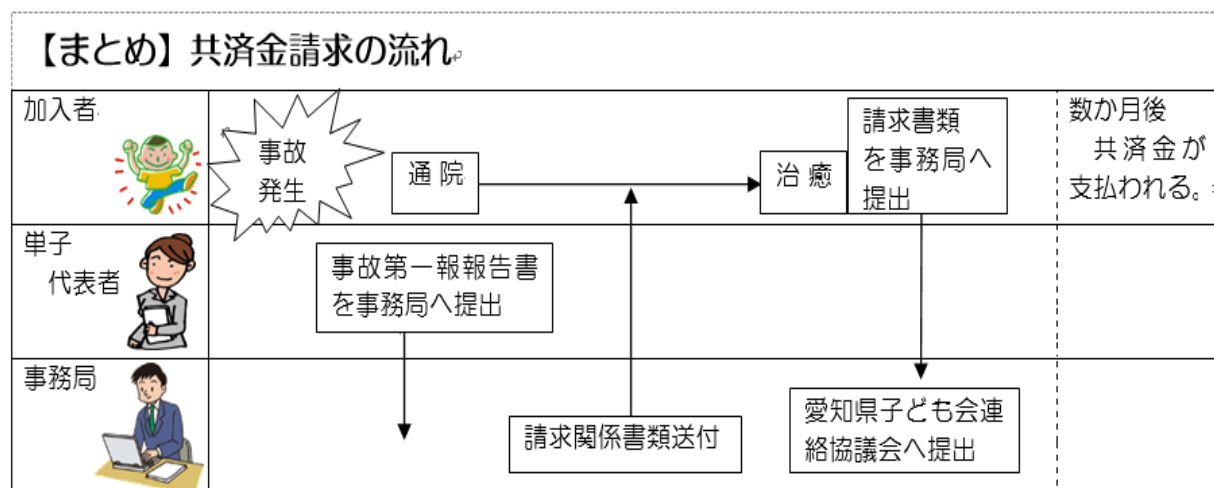 【まとめ】共済金請求の流れ
加入者
事故
発生
通院
治癒
請求書類
を事務局へ
提出
数か月後
共済金が
支払われる。
単子
代表者
事故第一報報告書
を事務局へ提出
事務局
請求関係書類送付
愛知県子ども会連
絡協議会へ提出